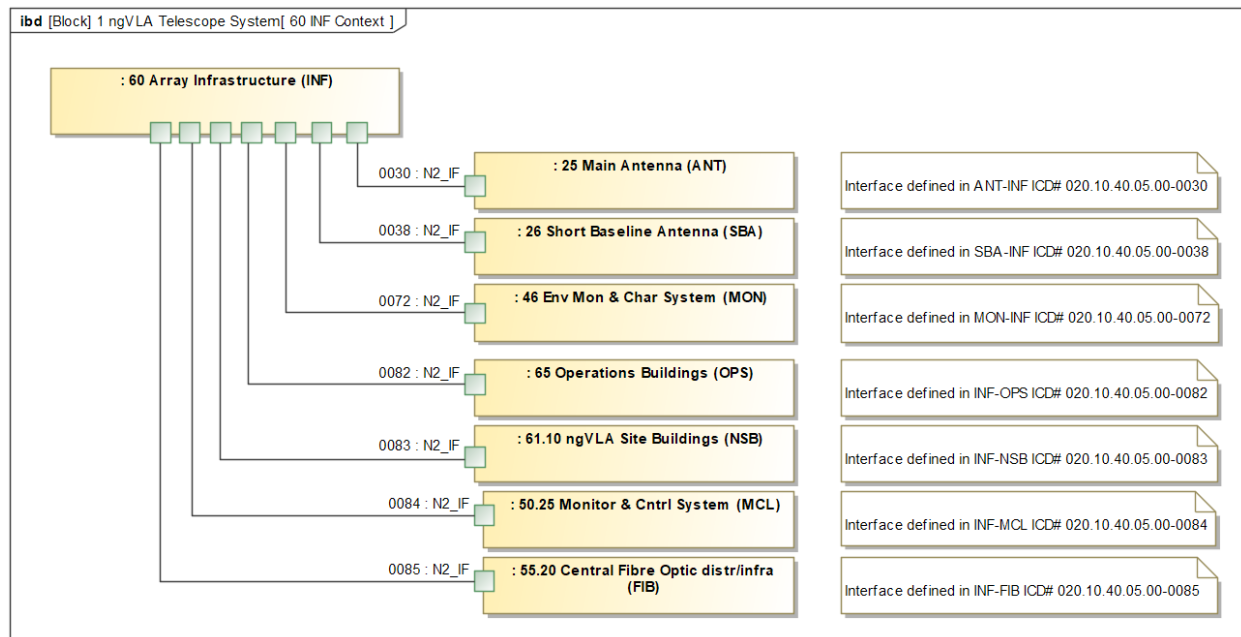 ibd [Block] 1 ngVLA Telescope System[ 60 INF Context ]
: 60 Array Infrastructure (INF)
0030 : N2_IF
: 25 Main Antenna (ANT)
Interface defined in ANT-INF ICD# 020.10.40.05.00-0030
0038 : N2_IF
: 26 Short Baseline Antenna (SBA)
Interface defined in SBA-INF ICD# 020.10.40.05.00-0038
0072 : N2_IF
: 46 Env Mon & Char System (MON)
Interface defined in MON-INF ICD# 020.10.40.05.00-0072
0082 : N2_IF
: 65 Operations Buildings (OPS)
Interface defined in INF-OPS ICD# 020.10.40.05.00-0082
0083 : N2_IF
: 61.10 ngVLA Site Buildings (NSB)
Interface defined in INF-NSB ICD# 020.10.40.05.00-0083
0084 : N2_IF
: 50.25 Monitor & Cntrl System (MCL)
Interface defined in INF-MCL ICD# 020.10.40.05.00-0084
0085 : N2_IF
: 55.20 Central Fibre Optic distr/infra
(FIB)
Interface defined in INF-FIB ICD# 020.10.40.05.00-0085